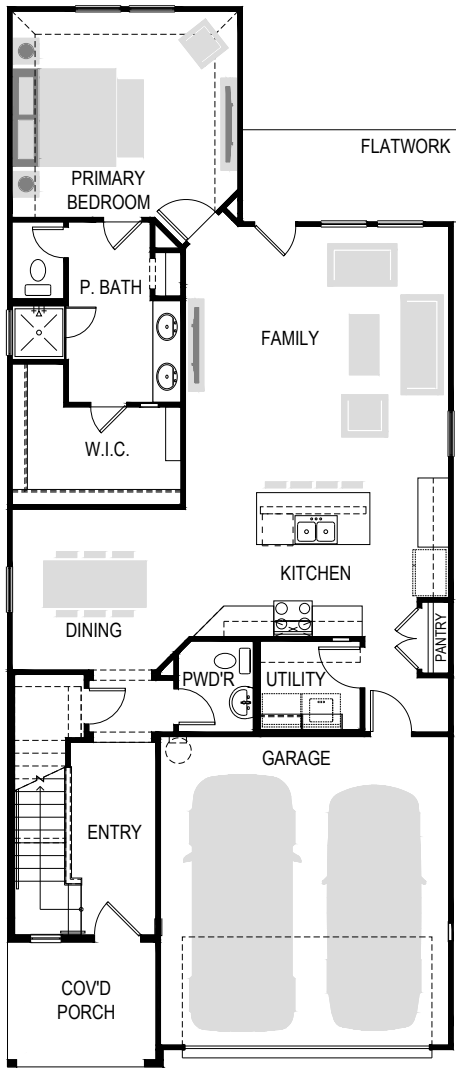 FLATWORK
PRIMARY
BEDROOM
P. BATH
FAMILY
W.I.C.
KITCHEN
DINING
PANTRY
PWD'R
UTILITY
GARAGE
ENTRY
COV'D
PORCH